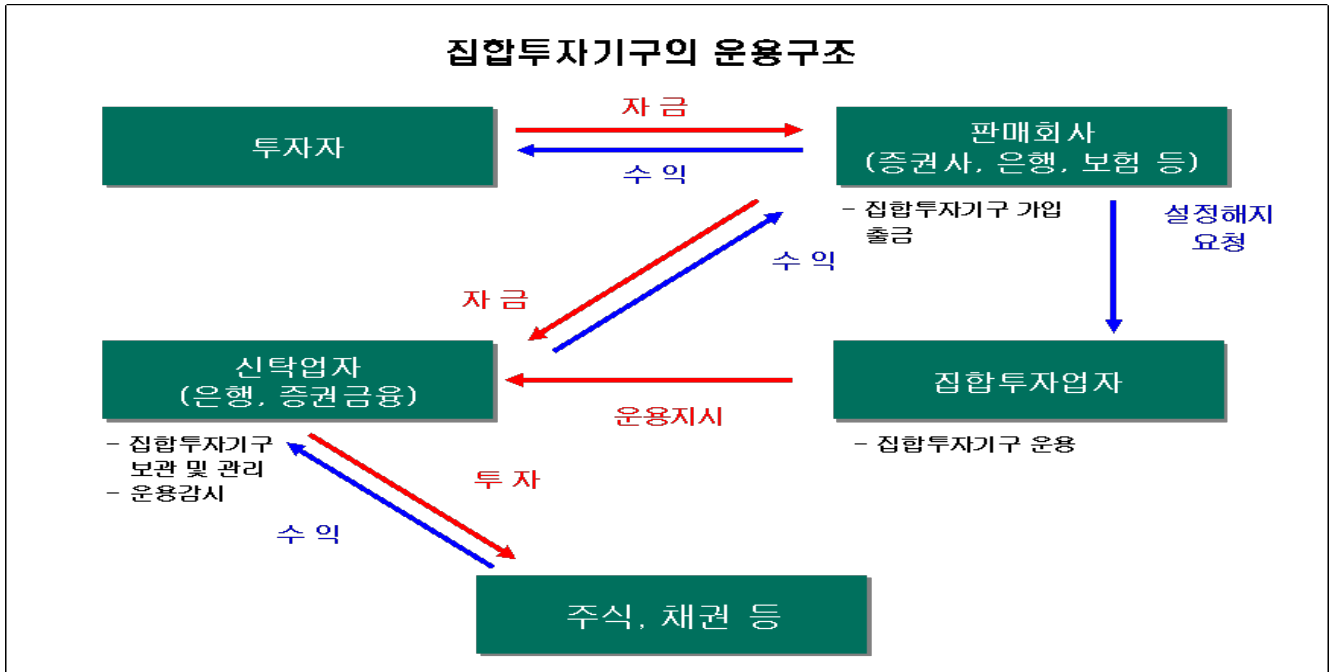 집합투자기구의 운용구조
자 금
투자자
수 익
판매회사
(증권사, 은행, 보험 등)
- 집합투자기구 가입
출금
설정해지
요청
수 익
자 금
신탁업자
(은행, 증권금융)
- 집합투자기구
보관 및 관리
- 운용감시
운용지시
집합투자업자
- 집합투자기구 운용
투 자
수 익
주식, 채권 등